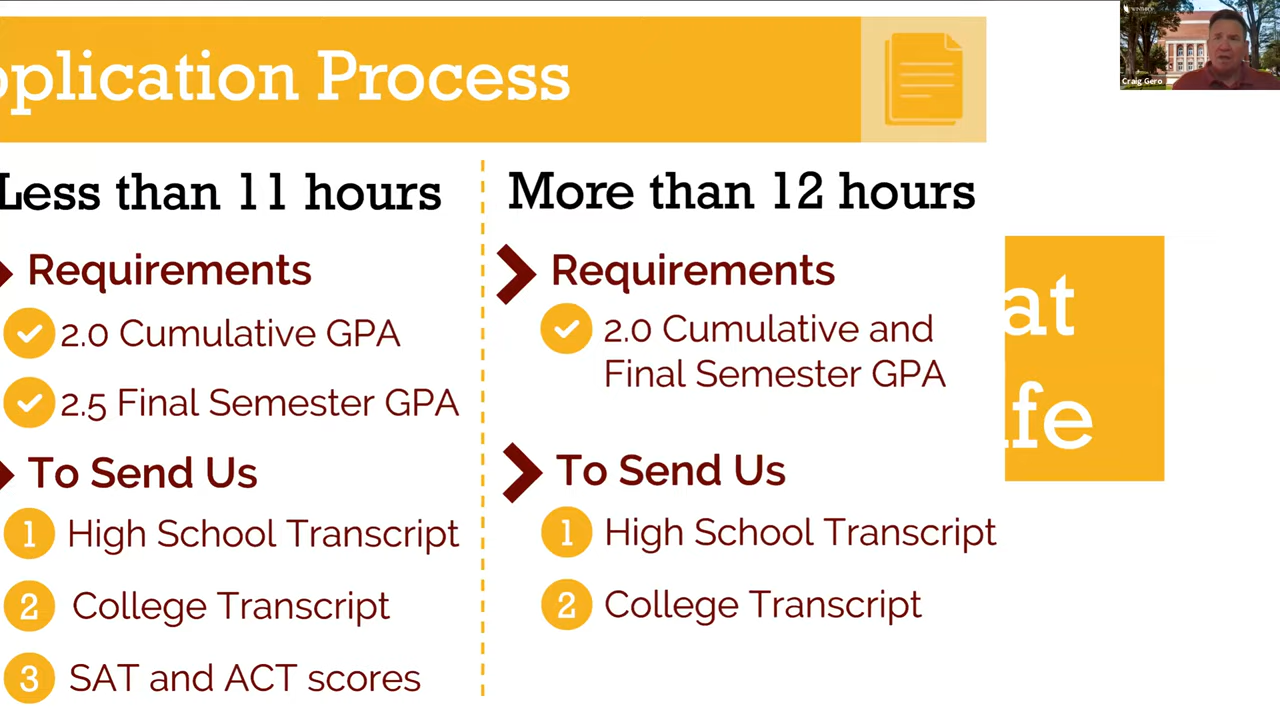 pplication Process
Less than 11 hours
Requirements
2.0 Cumulative GPA
2.5 Final Semester GPA
To Send Us
1 High School Transcript
2 College Transcript
3 SAT and ACT scores
More than 12 hours
Requirements
2.0 Cumulative and
Final Semester GPA
To Send Us
1 High School Transcript
2 College Transcript
at
ife
WINTHROP
Craig Gero